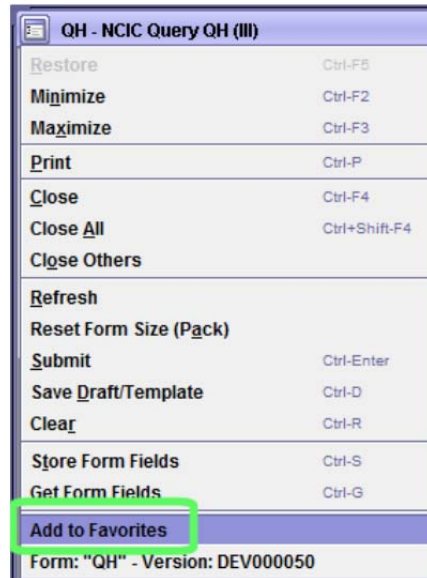 QH - NCIC Query QH (III)
Restore Ctrl-F5
Minimize Ctrl-F2
Maximize Ctrl-F3
Print Ctrl-P
Close Ctrl-F4
Close All Ctrl+Shift-F4
Close Others
Refresh
Reset Form Size (Pack)
Submit Ctrl-Enter
Save Draft/Template Ctrl-D
Clear Ctrl-R
Store Form Fields Ctrl-S
Get Form Fields Ctrl-G
Add to Favorites
Form: "QH" - Version: DEV000050